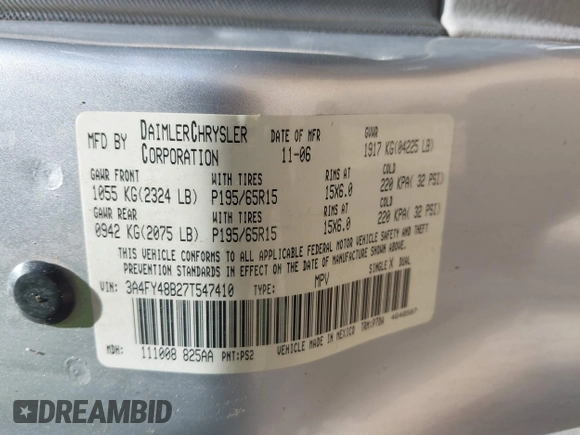 MFD BY DAIMLERCHRYSLER CORPORATION DATE OF MFR 11-06 GVWR 1917 KG(04225 LB)
GAWR FRONT WITH TIRES RIMS AT COLD
1055 KG(2324 LB) P195/65R15 15X6.0 220 KPA( 32 PSI)
GAWR REAR WITH TIRES RIMS AT COLD
0942 KG(2075 LB) P195/65R15 15X6.0 220 KPA( 32 PSI)
THIS VEHICLE CONFORMS TO ALL APPLICABLE FEDERAL MOTOR VEHICLE SAFETY AND THEFT
PREVENTION STANDARDS IN EFFECT ON THE DATE OF MANUFACTURE SHOWN ABOVE.
VIN: 3A4FY48B27T547410 TYPE: MPV SINGLE X DUAL
MDH: 111008 825AA PNT:PS2 VEHICLE MADE IN MEXICO
DREAMBID